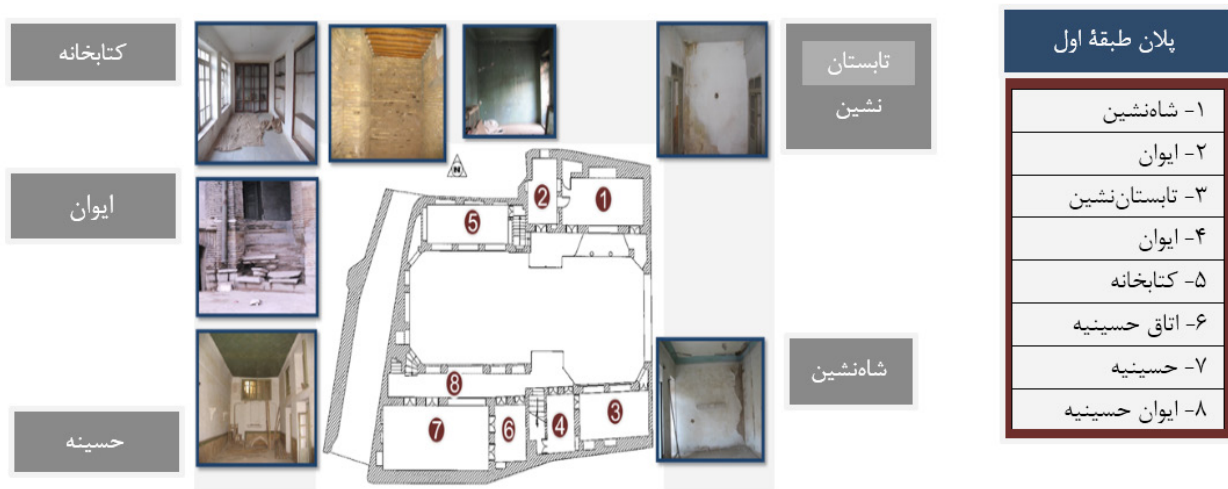 کتابخانه
ایوان
حسینه
تابستان
نشین
شاه‌نشین
N
1
2
5
8
7
6
4
3
پلان طبقۀ اول
۱- شاه‌نشین
۲- ایوان
۳- تابستان‌نشین
۴- ایوان
۵- کتابخانه
۶- اتاق حسینیه
۷- حسینیه
۸- ایوان حسینیه